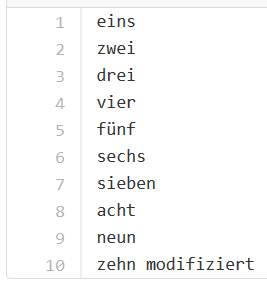 1 eins
2 zwei
3 drei
4 vier
5 fünf
6 sechs
7 sieben
8 acht
9 neun
10 zehn modifiziert